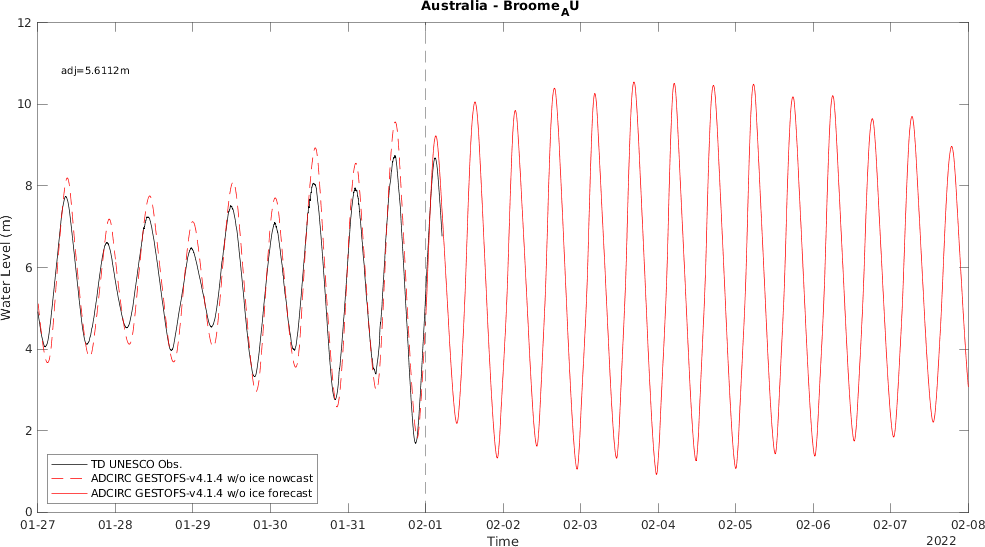 Australia - Broome_AU
12
adj=5.6112m
10
8
6
4
2
0
Water Level (m)
TD UNESCO Obs.
ADCIRC GESTOFS-v4.1.4 w/o ice nowcast
ADCIRC GESTOFS-v4.1.4 w/o ice forecast
01-27 01-28 01-29 01-30 01-31 02-01 02-02 02-03 02-04 02-05 02-06 02-07 02-08
Time
2022